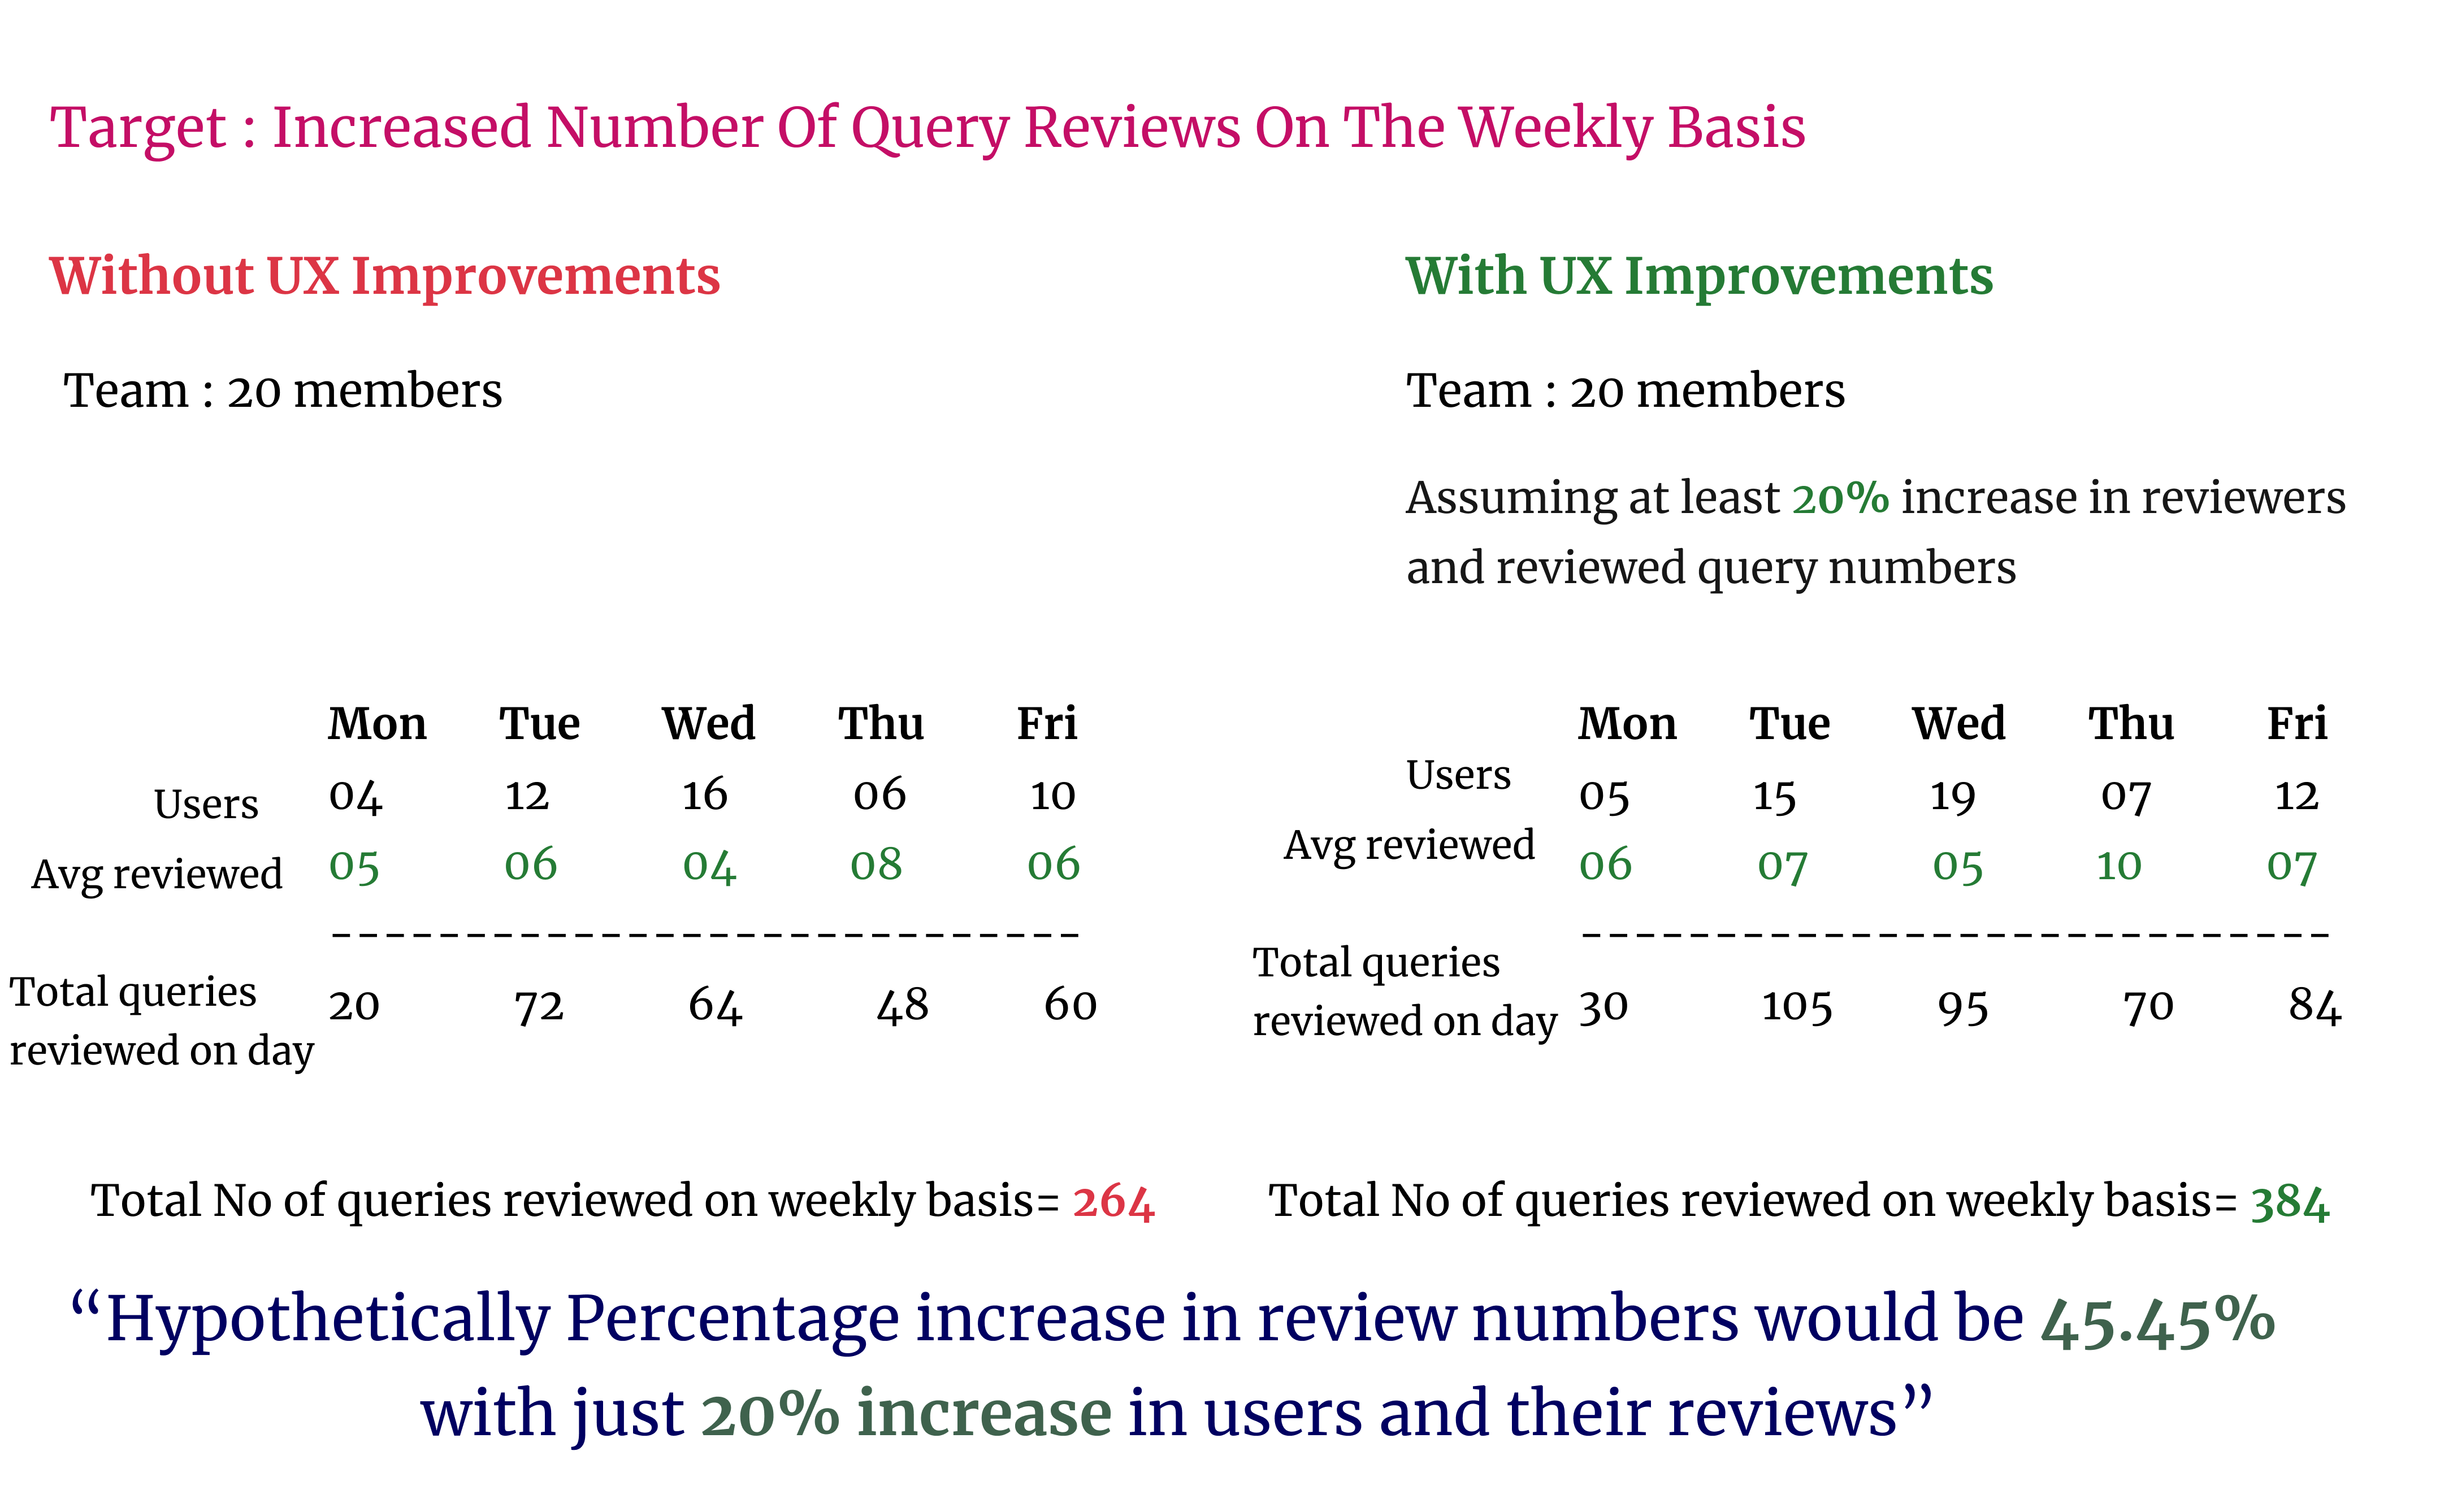 Target : Increased Number Of Query Reviews On The Weekly Basis
Without UX Improvements
Team : 20 members
Mon Tue Wed Thu Fri
Users 04 12 16 06 10
Avg reviewed 05 06 04 08 06
------------------------------
Total queries
reviewed on day 20 72 64 48 60
Total No of queries reviewed on weekly basis= 264
With UX Improvements
Team : 20 members
Assuming at least 20% increase in reviewers
and reviewed query numbers
Mon Tue Wed Thu Fri
Users 05 15 19 07 12
Avg reviewed 06 07 05 10 07
------------------------------
Total queries
reviewed on day 30 105 95 70 84
Total No of queries reviewed on weekly basis= 384
“Hypothetically Percentage increase in review numbers would be 45.45%
with just 20% increase in users and their reviews”